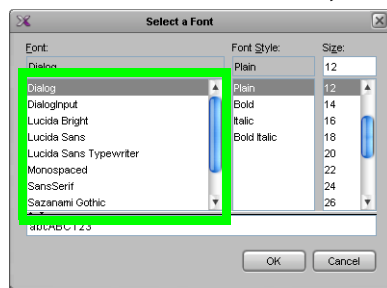 Select a Font
Font: Font Style: Size:
Dialog Plain 12
Dialog Plain 12
DialogInput Bold 14
Lucida Bright Italic 16
Lucida Sans Bold Italic 18
Lucida Sans Typewriter 20
Monospaced 22
SansSerif 24
Sazanami Gothic 26
abcABC123
OK Cancel